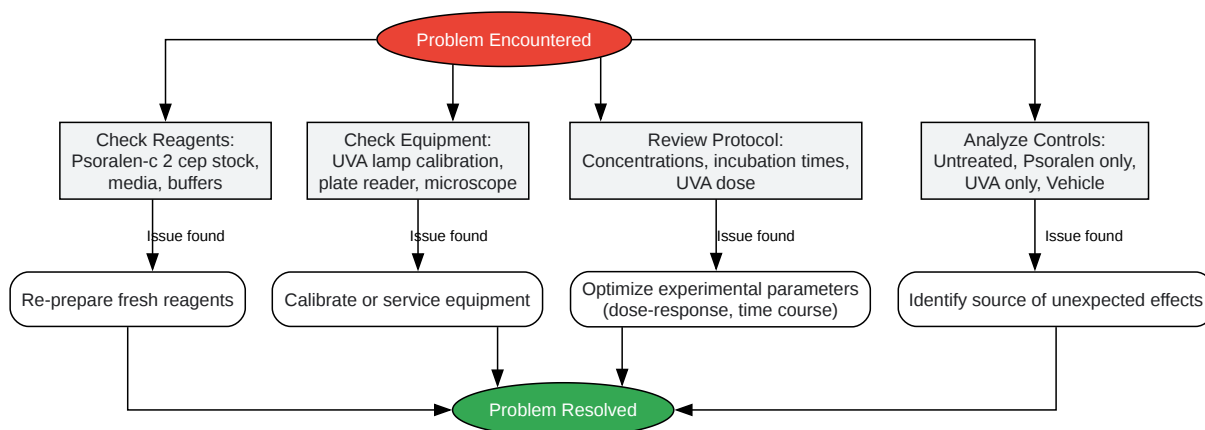 Problem Encountered
Check Reagents:
Psoralen-c 2 cep stock,
media, buffers
Check Equipment:
UVA lamp calibration,
plate reader, microscope
Review Protocol:
Concentrations, incubation times,
UVA dose
Analyze Controls:
Untreated, Psoralen only,
UVA only, Vehicle
Issue found
Issue found
Issue found
Issue found
Re-prepare fresh reagents
Calibrate or service equipment
Optimize experimental parameters
(dose-response, time course)
Identify source of unexpected effects
Problem Resolved